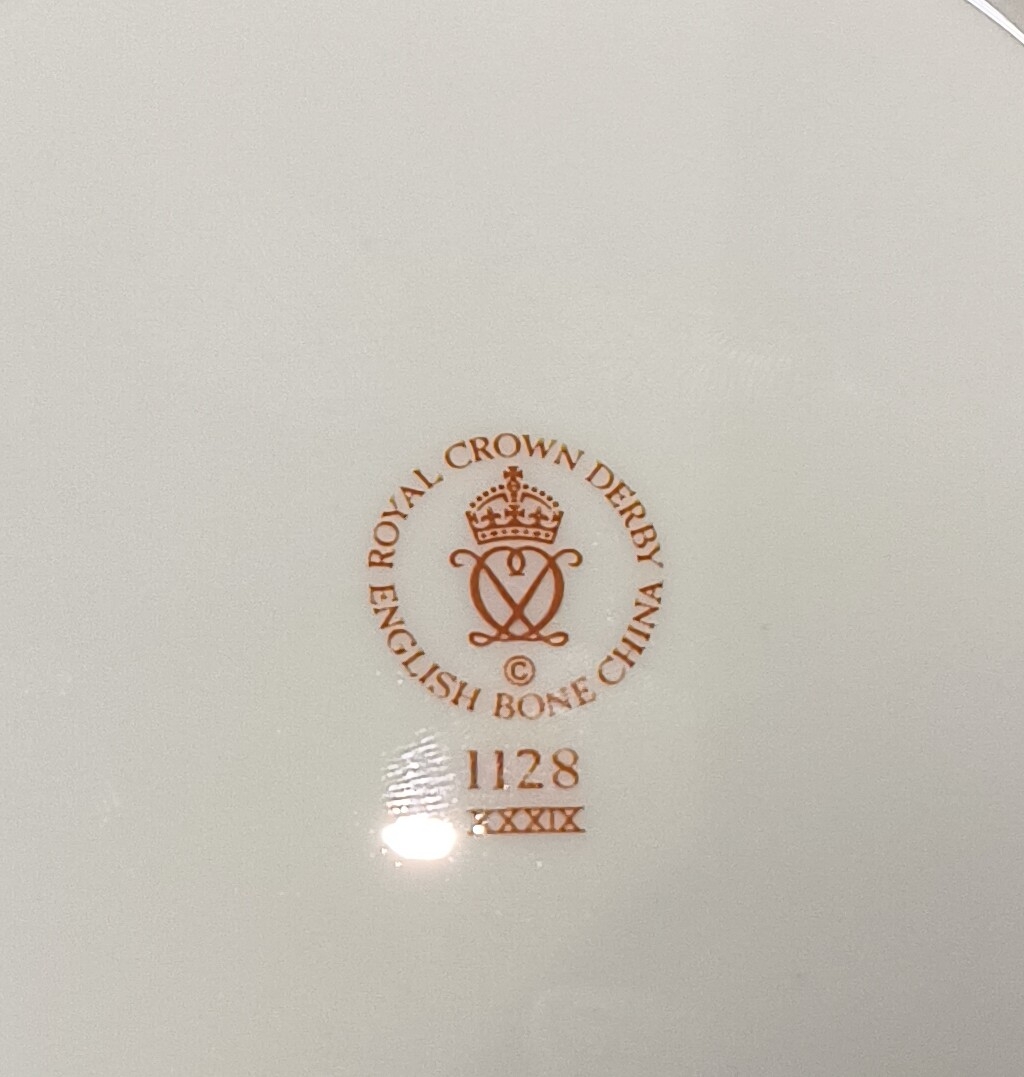 ROYAL CROWN DERBY
ENGLISH BONE CHINA
©
1128
XXXIX